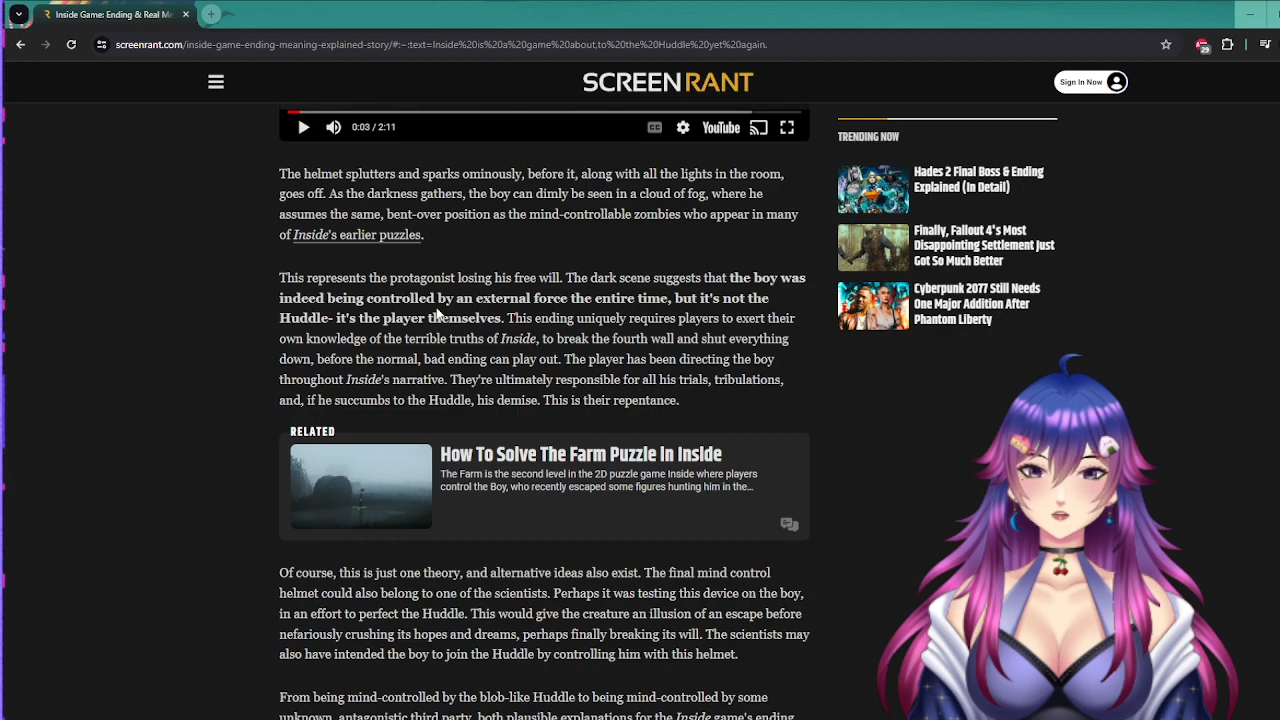 Inside Game: Ending & Real Me
screenrant.com/inside-game-ending-meaning-explained-story/#:~:text=Inside%20is%20a%20game%20about,to%20the%20Huddle%20yet%20again.
29
SCREENRANT
Sign In Now
0:03 / 2:11
CC
YouTube
The helmet splutters and sparks ominously, before it, along with all the lights in the room,
goes off. As the darkness gathers, the boy can dimly be seen in a cloud of fog, where he
assumes the same, bent-over position as the mind-controllable zombies who appear in many
of Inside's earlier puzzles.
This represents the protagonist losing his free will. The dark scene suggests that the boy was
indeed being controlled by an external force the entire time, but it's not the
Huddle- it's the player themselves. This ending uniquely requires players to exert their
own knowledge of the terrible truths of Inside, to break the fourth wall and shut everything
down, before the normal, bad ending can play out. The player has been directing the boy
throughout Inside's narrative. They're ultimately responsible for all his trials, tribulations,
and, if he succumbs to the Huddle, his demise. This is their repentance.
RELATED
How To Solve The Farm Puzzle in Inside
The Farm is the second level in the 2D puzzle game Inside where players
control the Boy, who recently escaped some figures hunting him in the...
Of course, this is just one theory, and alternative ideas also exist. The final mind control
helmet could also belong to one of the scientists. Perhaps it was testing this device on the boy,
in an effort to perfect the Huddle. This would give the creature an illusion of an escape before
nefariously crushing its hopes and dreams, perhaps finally breaking its will. The scientists may
also have intended the boy to join the Huddle by controlling him with this helmet.
From being mind-controlled by the blob-like Huddle to being mind-controlled by some
unknown, antagonistic third party, both plausible explanations for the Inside game's ending
TRENDING NOW
Hades 2 Final Boss & Ending
Explained (In Detail)
Finally, Fallout 4's Most
Disappointing Settlement Just
Got So Much Better
Cyberpunk 2077 Still Needs
One Major Addition After
Phantom Liberty